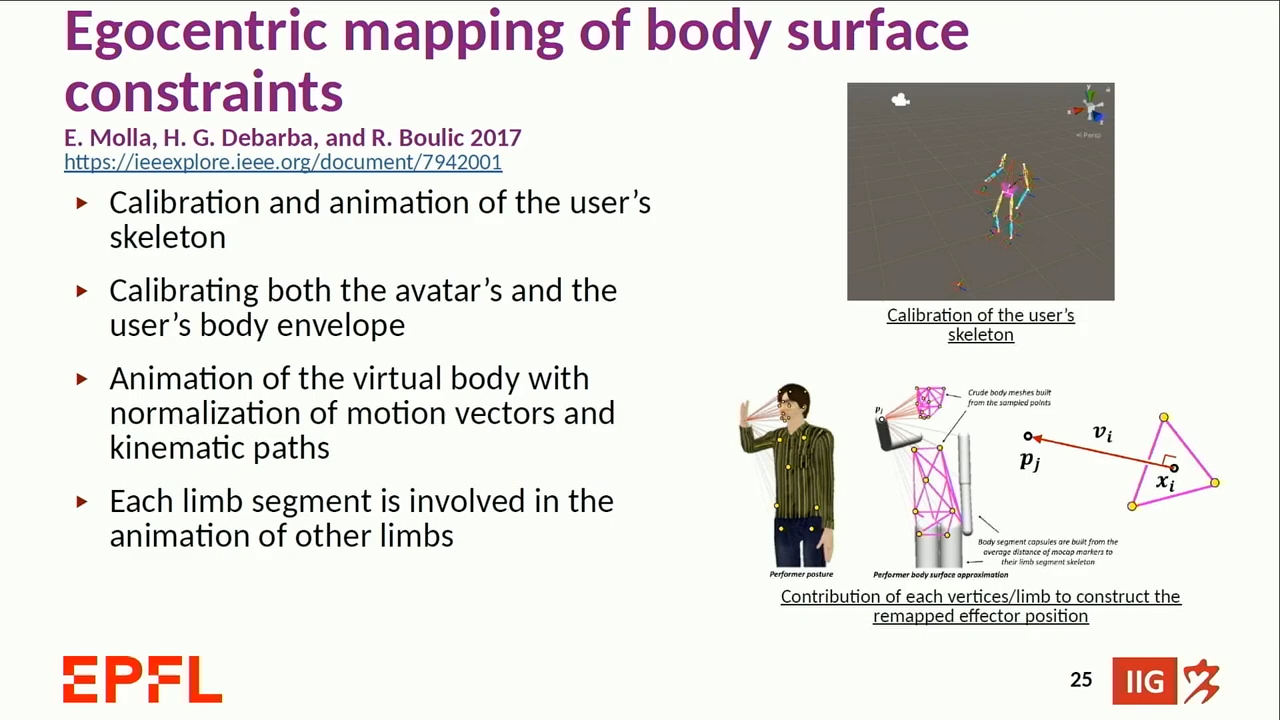 Egocentric mapping of body surface
constraints
E. Molla, H. G. Debarba, and R. Boulic 2017
https://ieeexplore.ieee.org/document/7942001
Calibration and animation of the user’s
skeleton
Calibrating both the avatar’s and the
user’s body envelope
Animation of the virtual body with
normalization of motion vectors and
kinematic paths
Each limb segment is involved in the
animation of other limbs
y
Persp
Calibration of the user’s
skeleton
Crude body meshes built
from the sampled points
pj
vi
pj
xi
Body segment capsules are built from the
average distance of mocap markers to
their limb segment skeleton
Performer posture
Performer body surface approximation
Contribution of each vertices/limb to construct the
remapped effector position
EPFL
25
IIG